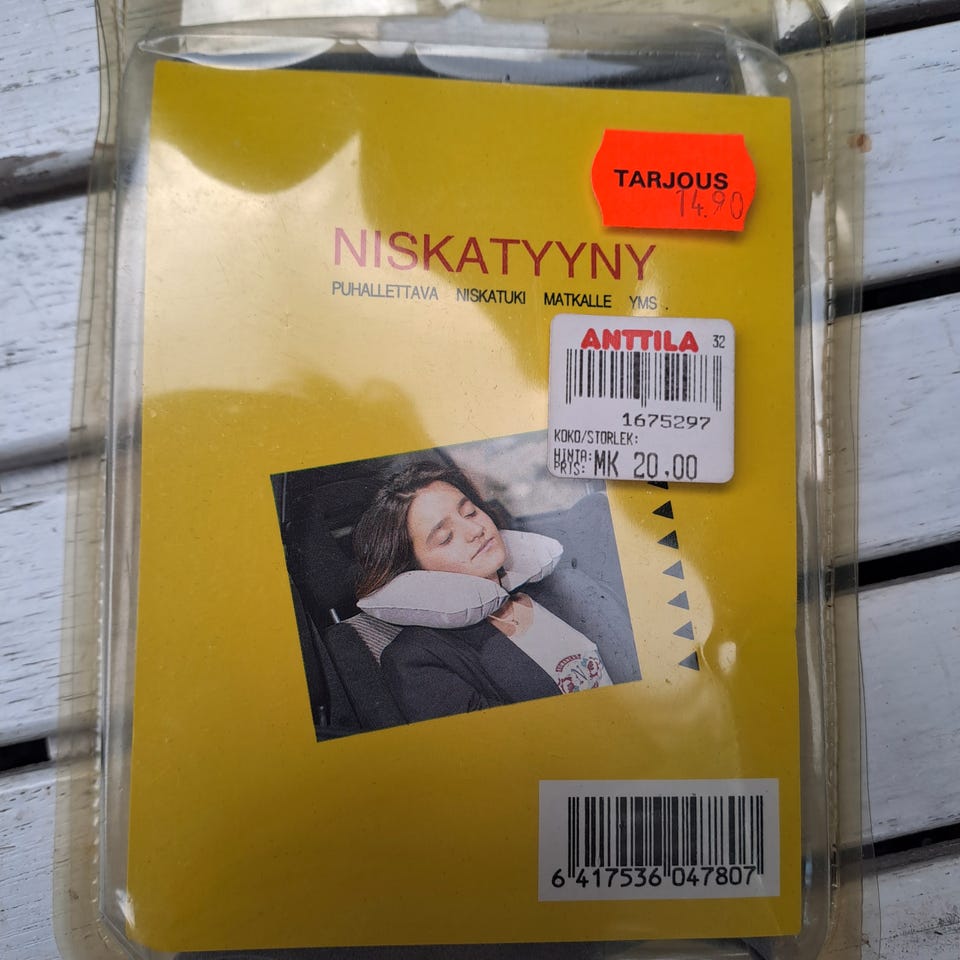 TARJOUS
14.90
NISKATYYNY
PUHALLETTAVA NISKATUKI MATKALLE YMS .
ANTTILA 32
1675297
KOKO/STORLEK:
HINTA:
PRIS: MK 20.00
6 417536 047807